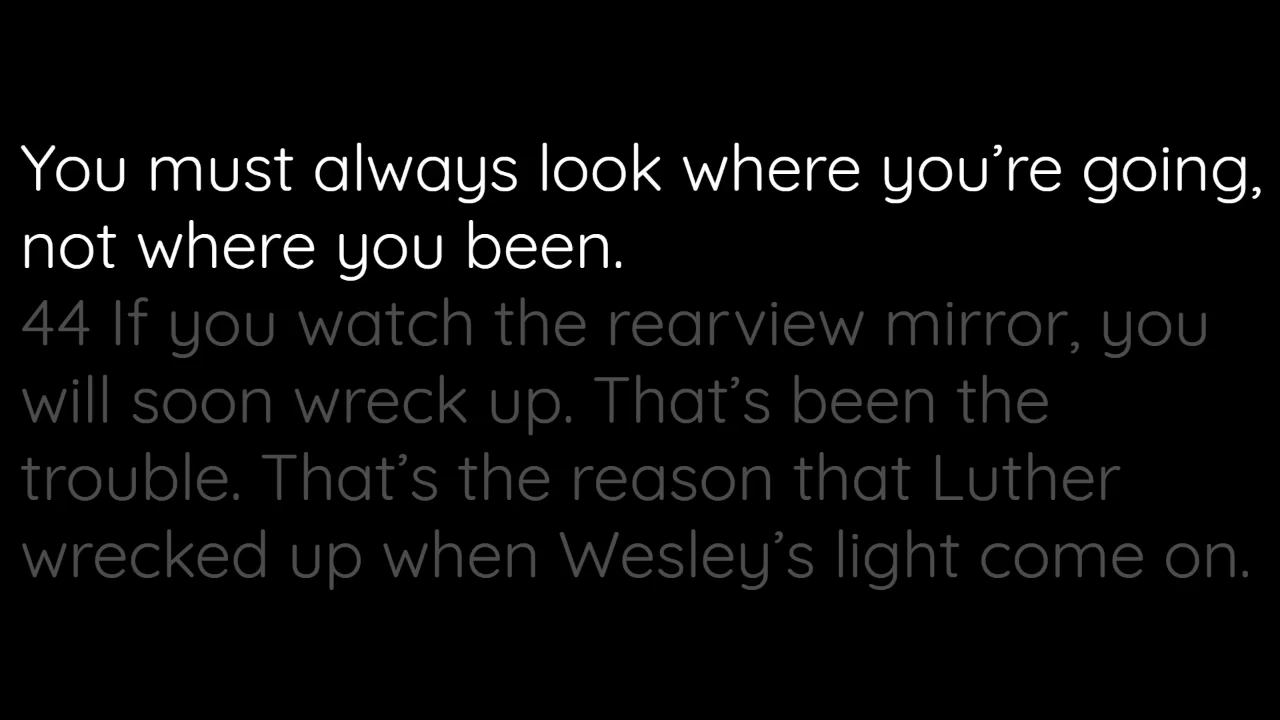 You must always look where you’re going,
not where you been.
44 If you watch the rearview mirror, you
will soon wreck up. That’s been the
trouble. That’s the reason that Luther
wrecked up when Wesley’s light come on.